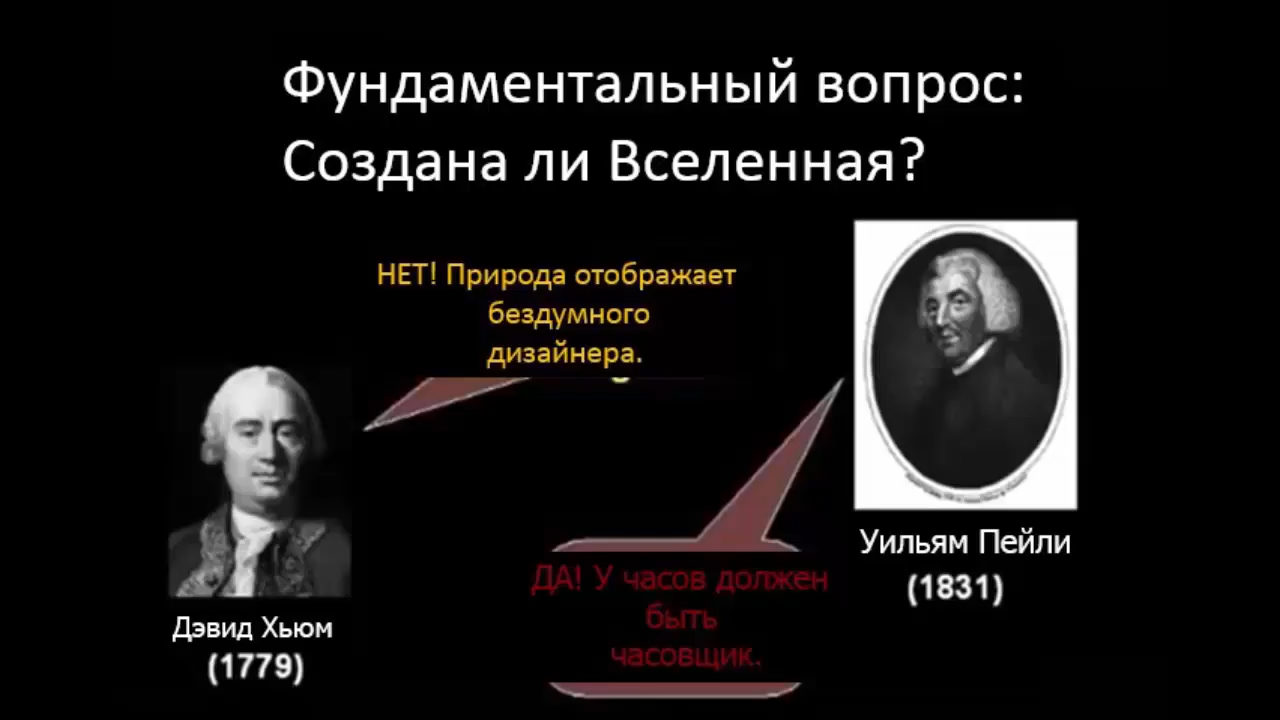 Фундаментальный вопрос:
Создана ли Вселенная?
НЕТ! Природа отображает
бездумного
дизайнера.
Уильям Пейли
(1831)
ДА! У часов должен
быть
часовщик.
Дэвид Хьюм
(1779)